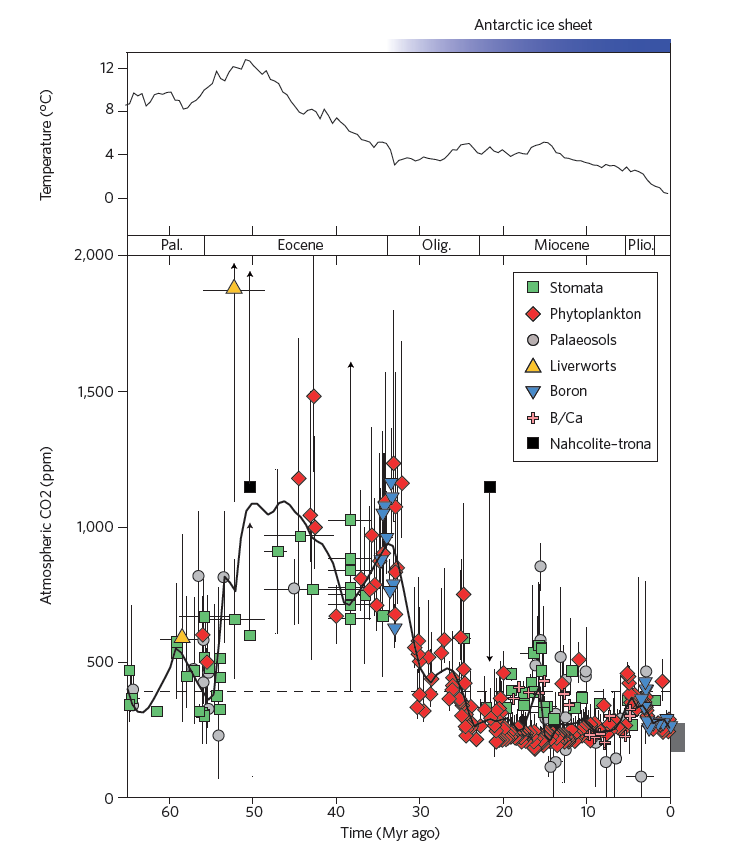 Antarctic ice sheet
12
8
4
0
Temperature (°C)
Pal. Eocene Olig. Miocene Plio.
2,000
1,500
1,000
500
0
Atmospheric CO2 (ppm)
Stomata
Phytoplankton
Palaeosols
Liverworts
Boron
B/Ca
Nahcolite–trona
60 50 40 30 20 10 0
Time (Myr ago)